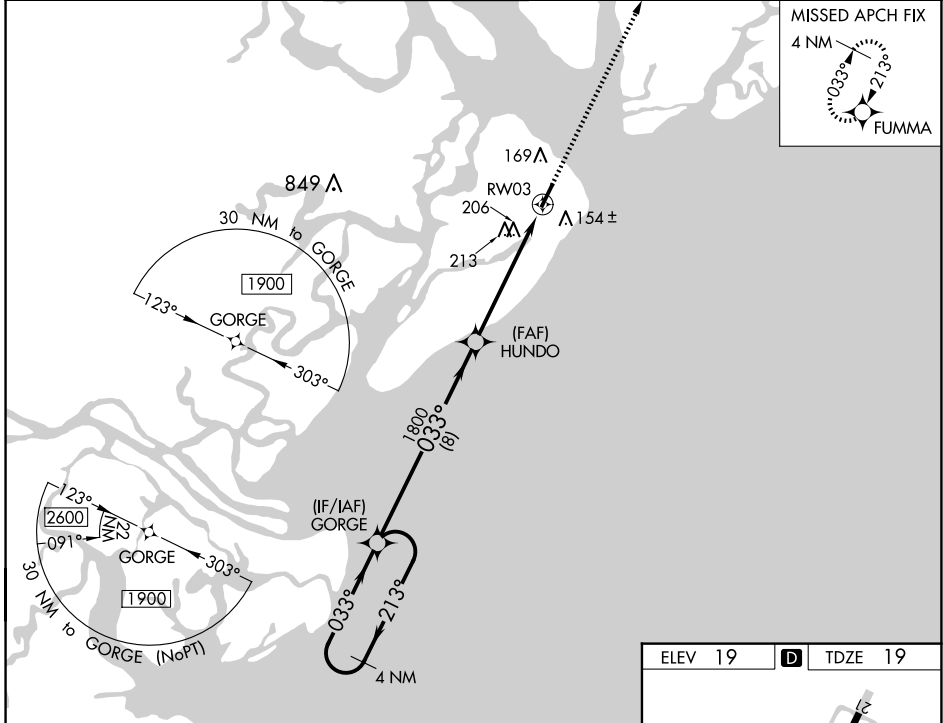 MISSED APCH FIX
4 NM
033°
213°
FUMMA
169
849
RW03
206
154 ±
213
30 NM to GORGE
1900
123°
GORGE
303°
(FAF)
HUNDO
1800
033°
(8)
(IF/IAF)
GORGE
123°
2600
22 NM
091°
GORGE
303°
1900
30 NM to GORGE (NoPT)
033°
213°
4 NM
ELEV 19 D TDZE 19
21